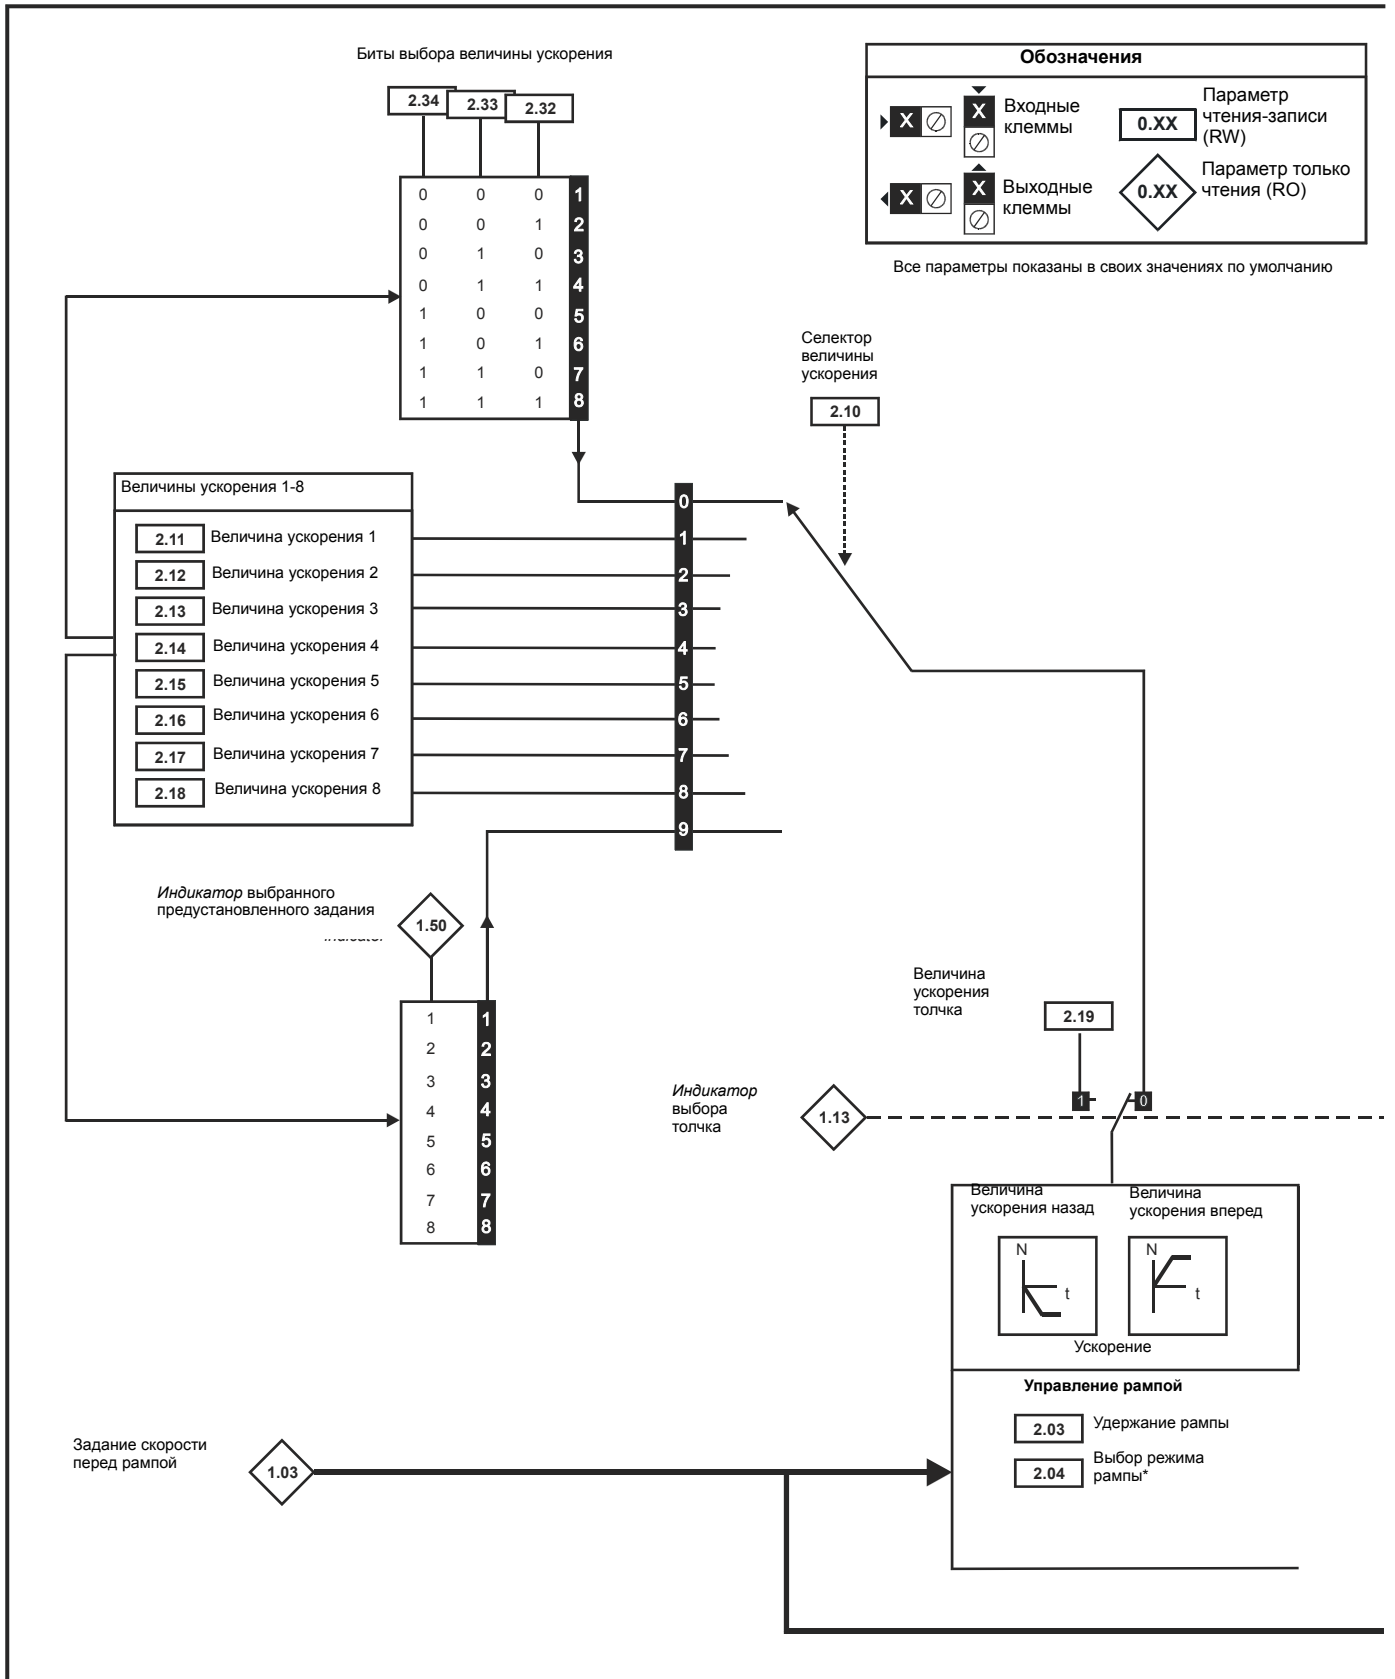 Биты выбора величины ускорения
2.34 2.33 2.32
0 0 0 1
0 0 1 2
0 1 0 3
0 1 1 4
1 0 0 5
1 0 1 6
1 1 0 7
1 1 1 8
Обозначения
X
X
Входные
клеммы
0.XX
Параметр
чтения-записи
(RW)
X
X
Выходные
клеммы
0.XX
Параметр только
чтения (RO)
Все параметры показаны в своих значениях по умолчанию
Селектор
величины
ускорения
2.10
Величины ускорения 1-8
2.11 Величина ускорения 1
2.12 Величина ускорения 2
2.13 Величина ускорения 3
2.14 Величина ускорения 4
2.15 Величина ускорения 5
2.16 Величина ускорения 6
2.17 Величина ускорения 7
2.18 Величина ускорения 8
0
1
2
3
4
5
6
7
8
9
Индикатор выбранного
предустановленного задания
1.50
1 1
2 2
3 3
4 4
5 5
6 6
7 7
8 8
Величина
ускорения
толчка
2.19
Индикатор
выбора
толчка
1.13
1 0
Величина
ускорения назад
Величина
ускорения вперед
N
t
N
t
Ускорение
Управление рампой
2.03 Удержание рампы
2.04 Выбор режима
рампы*
Задание скорости
перед рампой
1.03